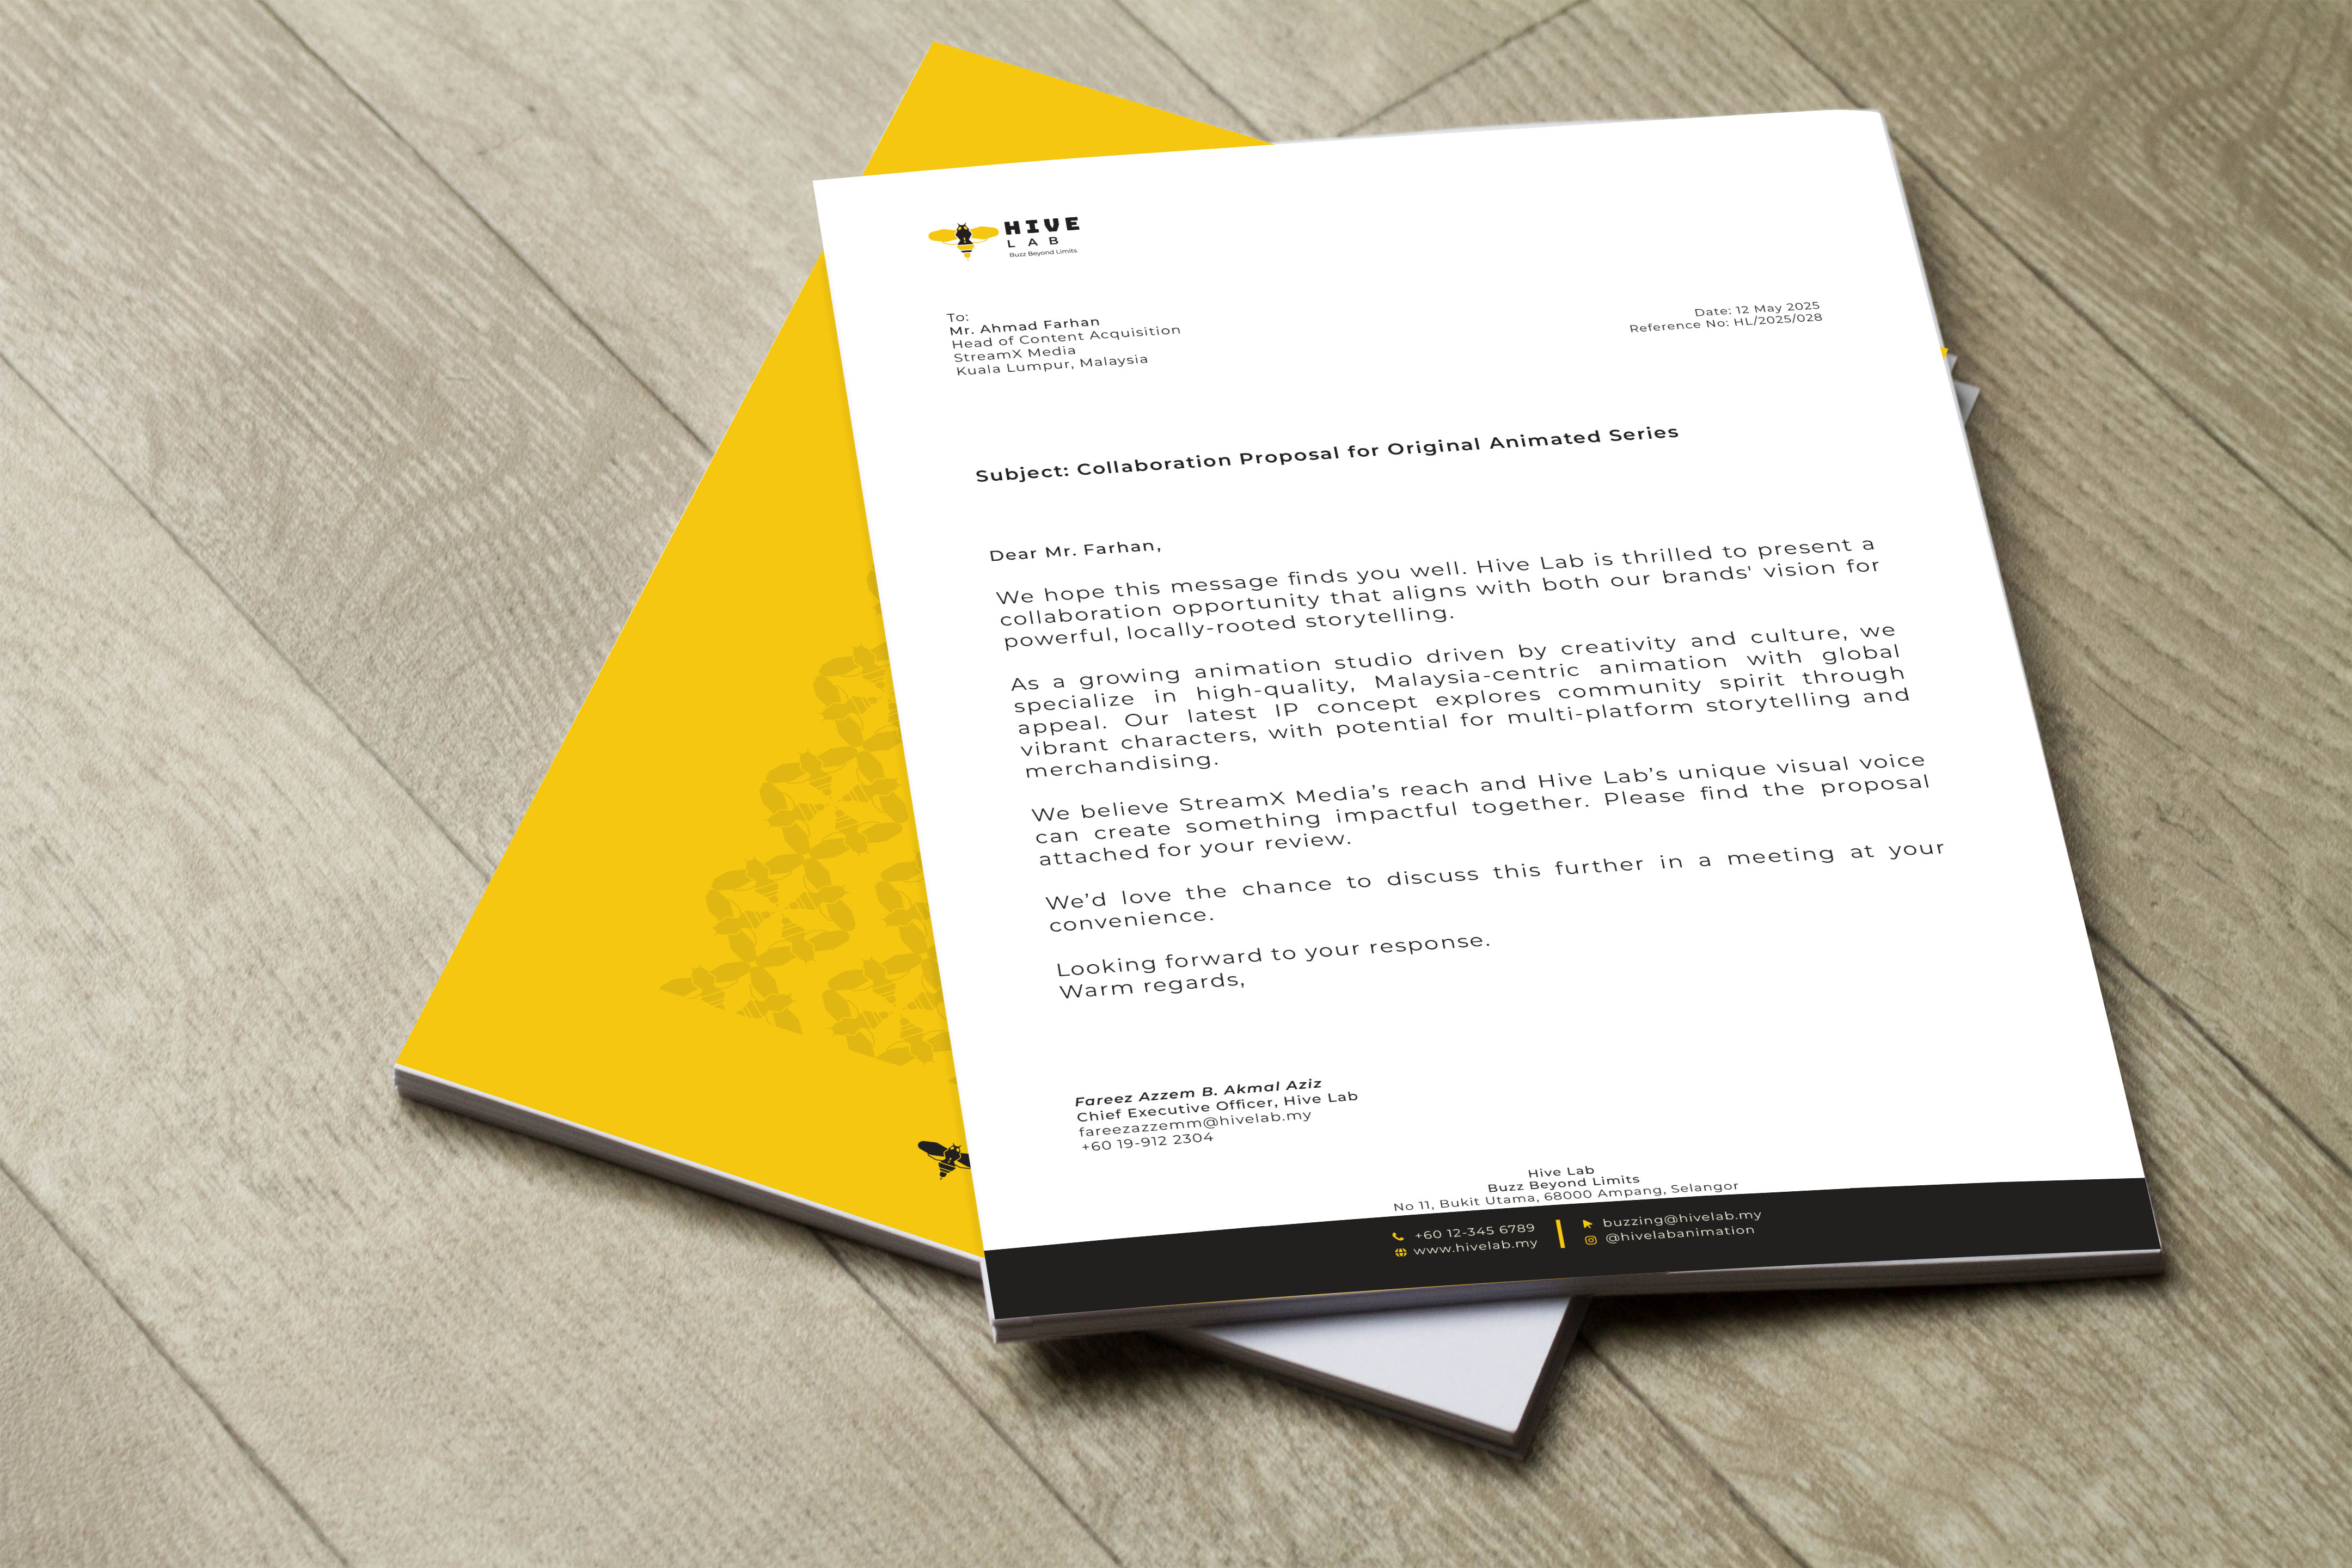 HIVE
LAB
Buzz Beyond Limits
To:
Mr. Ahmad Farhan
Head of Content Acquisition
StreamX Media
Kuala Lumpur, Malaysia
Date: 12 May 2025
Reference No: HL/2025/028
Subject: Collaboration Proposal for Original Animated Series
Dear Mr. Farhan,
We hope this message finds you well. Hive Lab is thrilled to present a
collaboration opportunity that aligns with both our brands' vision for
powerful, locally-rooted storytelling.
As a growing animation studio driven by creativity and culture, we
specialize in high-quality, Malaysia-centric animation with global
appeal. Our latest IP concept explores community spirit through
vibrant characters, with potential for multi-platform storytelling and
merchandising.
We believe StreamX Media’s reach and Hive Lab’s unique visual voice
can create something impactful together. Please find the proposal
attached for your review.
We’d love the chance to discuss this further in a meeting at your
convenience.
Looking forward to your response.
Warm regards,
Fareez Azzem B. Akmal Aziz
Chief Executive Officer, Hive Lab
fareezazzemm@hivelab.my
+60 19-912 2304
Hive Lab
Buzz Beyond Limits
No 11, Bukit Utama, 68000 Ampang, Selangor
+60 12-345 6789
www.hivelab.my
buzzing@hivelab.my
@hivelabanimation